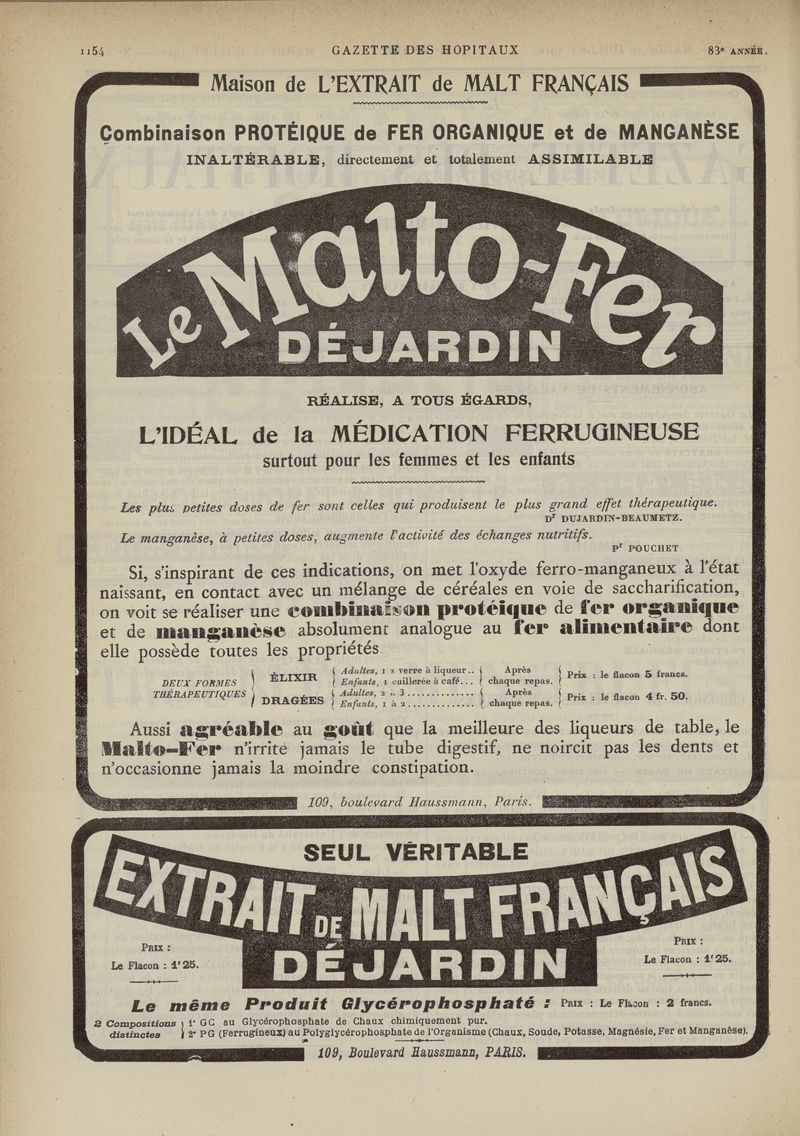 1154
GAZETTE DES HOPITAUX
83e ANNÉE.
Maison de L'EXTRAIT de MALT FRANÇAIS
Combinaison PROTÉIQUE de FER ORGANIQUE et de MANGANÈSE
INALTÉRABLE, directement et totalement ASSIMILABLE
Le Malto-Fer
DÉJARDIN
RÉALISE, A TOUS ÉGARDS,
L'IDÉAL de la MÉDICATION FERRUGINEUSE
surtout pour les femmes et les enfants
Les plus petites doses de fer sont celles qui produisent le plus grand effet thérapeutique.
Dr DUJARDIN-BEAUMETZ.
Le manganèse, à petites doses, augmente l'activité des échanges nutritifs.
Pr POUCHET
Si, s'inspirant de ces indications, on met l'oxyde ferro-manganeux à l'état
naissant, en contact avec un mélange de céréales en voie de saccharification,
on voit se réaliser une combinaison protéique de fer organique
et de manganèse absolument analogue au fer alimentaire dont
elle possède toutes les propriétés
DEUX FORMES
THÉRAPEUTIQUES
ÉLIXIR
Adultes, 1 verre à liqueur..
Enfants, 1 cuillerée à café...
Après
chaque repas.
Prix : le flacon 5 francs.
DRAGÉES
Adultes, 2 à 3..............
Enfants, 1 à 2..............
Après
chaque repas.
Prix : le flacon 4 fr. 50.
Aussi agréable au goût que la meilleure des liqueurs de table, le
Malto-Fer n'irrite jamais le tube digestif, ne noircit pas les dents et
n'occasionne jamais la moindre constipation.
109, boulevard Haussmann, Paris.
SEUL VÉRITABLE
EXTRAIT DE MALT FRANÇAIS
DÉJARDIN
PRIX :
Le Flacon : 1f 25.
PRIX :
Le Flacon : 1f 25.
Le même Produit Glycérophosphaté : PRIX : Le Flacon : 2 francs.
2 Compositions
distinctes
1° GC au Glycérophosphate de Chaux chimiquement pur.
2° PG (Ferrugineux) au Polyglycérophosphate de l'Organisme (Chaux, Soude, Potasse, Magnésie, Fer et Manganèse).
109, Boulevard Haussmann, PARIS.